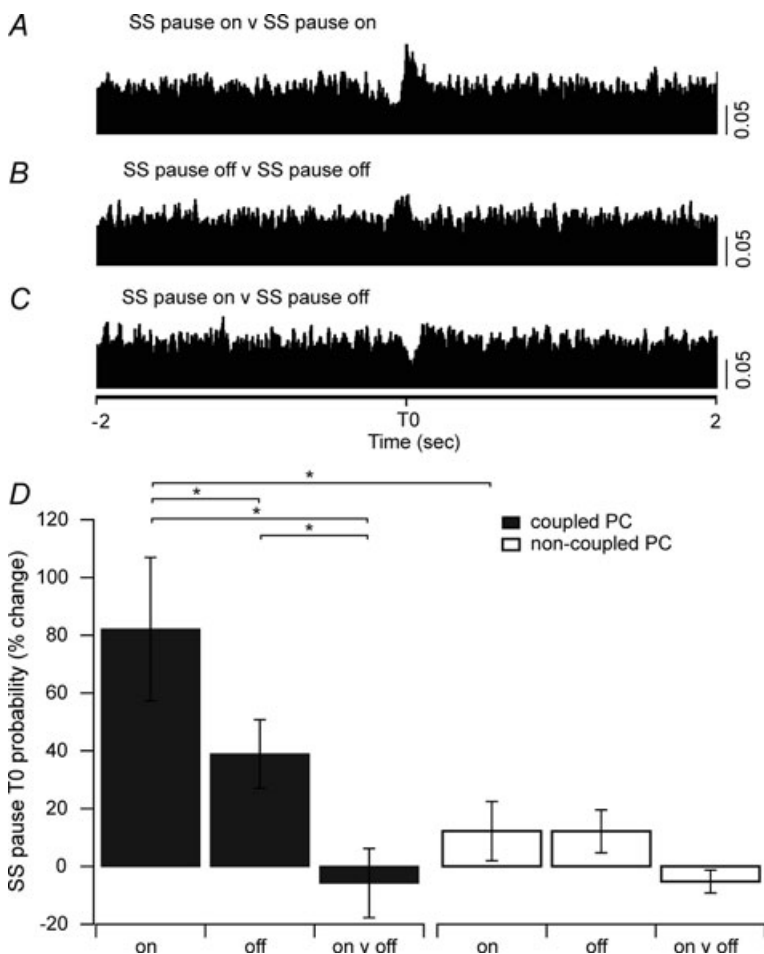 A
SS pause on v SS pause on
0.05
B
SS pause off v SS pause off
0.05
C
SS pause on v SS pause off
0.05
-2 T0 2
Time (sec)
D
* *
*
*
coupled PC
non-coupled PC
SS pause T0 probability (% change)
120
100
80
60
40
20
0
-20
on off on v off on off on v off